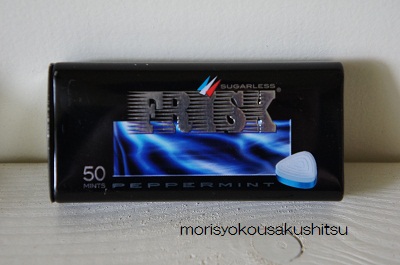 SUGARLESS
FRISK®
50
MINTS
PEPPERMINT
morisyokousakushitsu